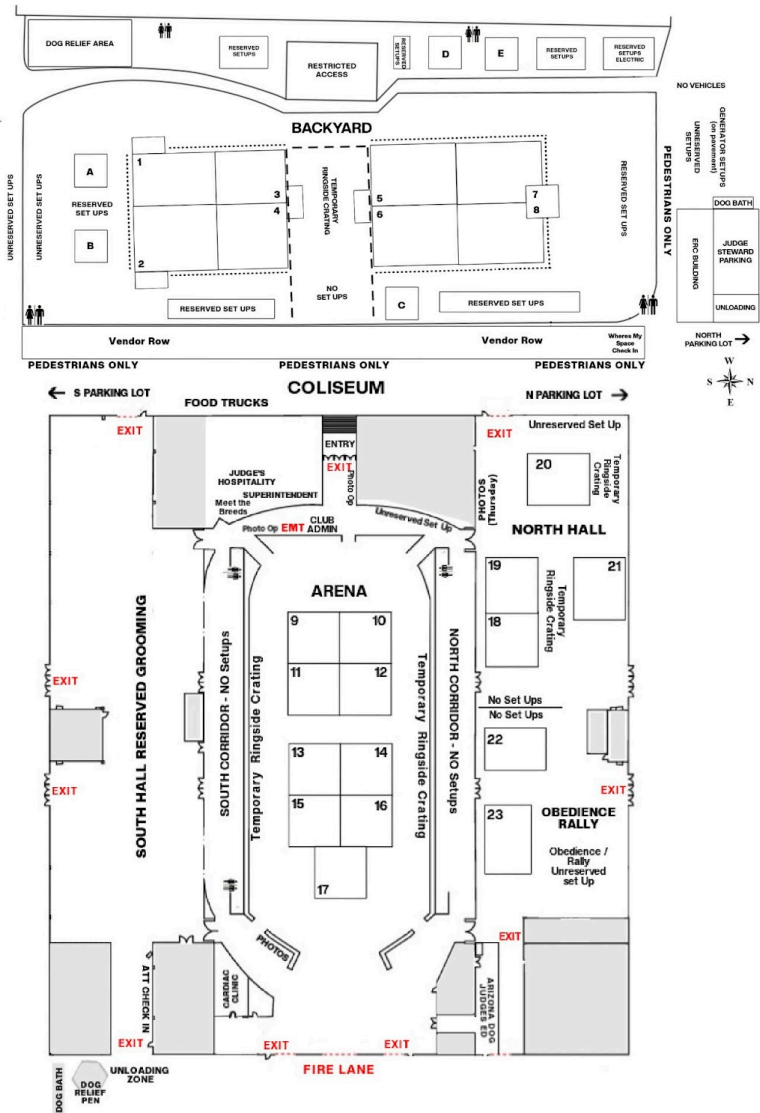 DOG RELIEF AREA
RESERVED
SETUPS
RESTRICTED
ACCESS
RESERVED
SETUPS
D
E
RESERVED
SETUPS
RESERVED
SETUPS
ELECTRIC
NO VEHICLES
GENERATOR SETUPS
(on pavement)
UNRESERVED
SETUPS
BACKYARD
UNRESERVED SET UPS
UNRESERVED SET UPS
A
RESERVED
SET UPS
B
1
3
4
2
TEMPORARY
RINGSIDE CRATING
NO
SET UPS
5
6
7
8
RESERVED SET UPS
PEDESTRIANS ONLY
DOG BATH
ERC BUILDING
JUDGE
STEWARD
PARKING
UNLOADING
RESERVED SET UPS
C
RESERVED SET UPS
Vendor Row
Vendor Row
Wheres My
Space
Check In
NORTH
PARKING LOT
PEDESTRIANS ONLY
PEDESTRIANS ONLY
PEDESTRIANS ONLY
W
S N
E
S PARKING LOT
COLISEUM
N PARKING LOT
FOOD TRUCKS
EXIT
ENTRY
EXIT
EXIT
Unreserved Set Up
JUDGE'S
HOSPITALITY
SUPERINTENDENT
Meet the
Breeds
Photo Op
Photo Op
EMT
CLUB
ADMIN
Unreserved Set Up
PHOTOS
(Thursday)
20
Temporary
Ringside
Crating
NORTH HALL
SOUTH HALL RESERVED GROOMING
SOUTH CORRIDOR - NO Setups
Temporary Ringside Crating
ARENA
9
10
11
12
13
14
15
16
17
Temporary Ringside Crating
NORTH CORRIDOR - NO Setups
19
18
Temporary
Ringside Crating
21
EXIT
No Set Ups
No Set Ups
22
EXIT
EXIT
23
OBEDIENCE
RALLY
Obedience /
Rally
Unreserved
set Up
EXIT
PHOTOS
ATT CHECK IN
CARDIAC
CLINIC
ARIZONA DOG
JUDGES ED
EXIT
EXIT
EXIT
FIRE LANE
DOG BATH
DOG
RELIEF
PEN
UNLOADING
ZONE